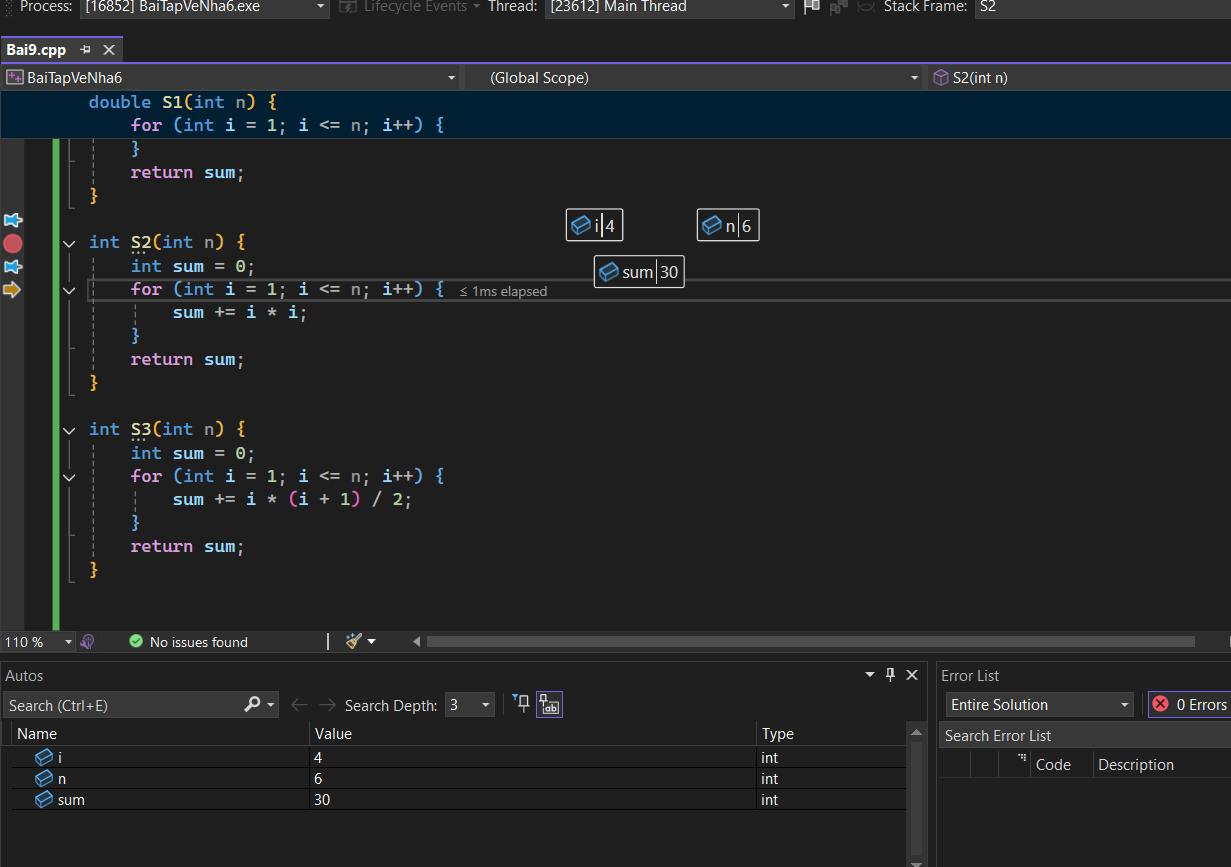 Process: [16852] BaiTapVeNha6.exe Lifecycle Events Thread: [23612] Main Thread Stack Frame: S2
Bai9.cpp
BaiTapVeNha6 (Global Scope) S2(int n)
double S1(int n) {
for (int i = 1; i <= n; i++) {
}
return sum;
}
i 4 n 6
int S2(int n) {
int sum = 0; sum 30
for (int i = 1; i <= n; i++) { ≤ 1ms elapsed
sum += i * i;
}
return sum;
}
int S3(int n) {
int sum = 0;
for (int i = 1; i <= n; i++) {
sum += i * (i + 1) / 2;
}
return sum;
}
110 % No issues found
Autos
Search (Ctrl+E) Search Depth: 3
Name Value Type
i 4 int
n 6 int
sum 30 int
Error List
Entire Solution 0 Errors
Search Error List
Code Description